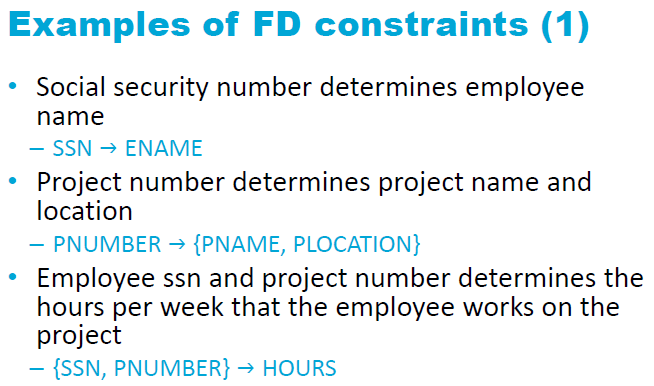 Examples of FD constraints (1)
• Social security number determines employee
name
– SSN → ENAME
• Project number determines project name and
location
– PNUMBER → {PNAME, PLOCATION}
• Employee ssn and project number determines the
hours per week that the employee works on the
project
– {SSN, PNUMBER} → HOURS